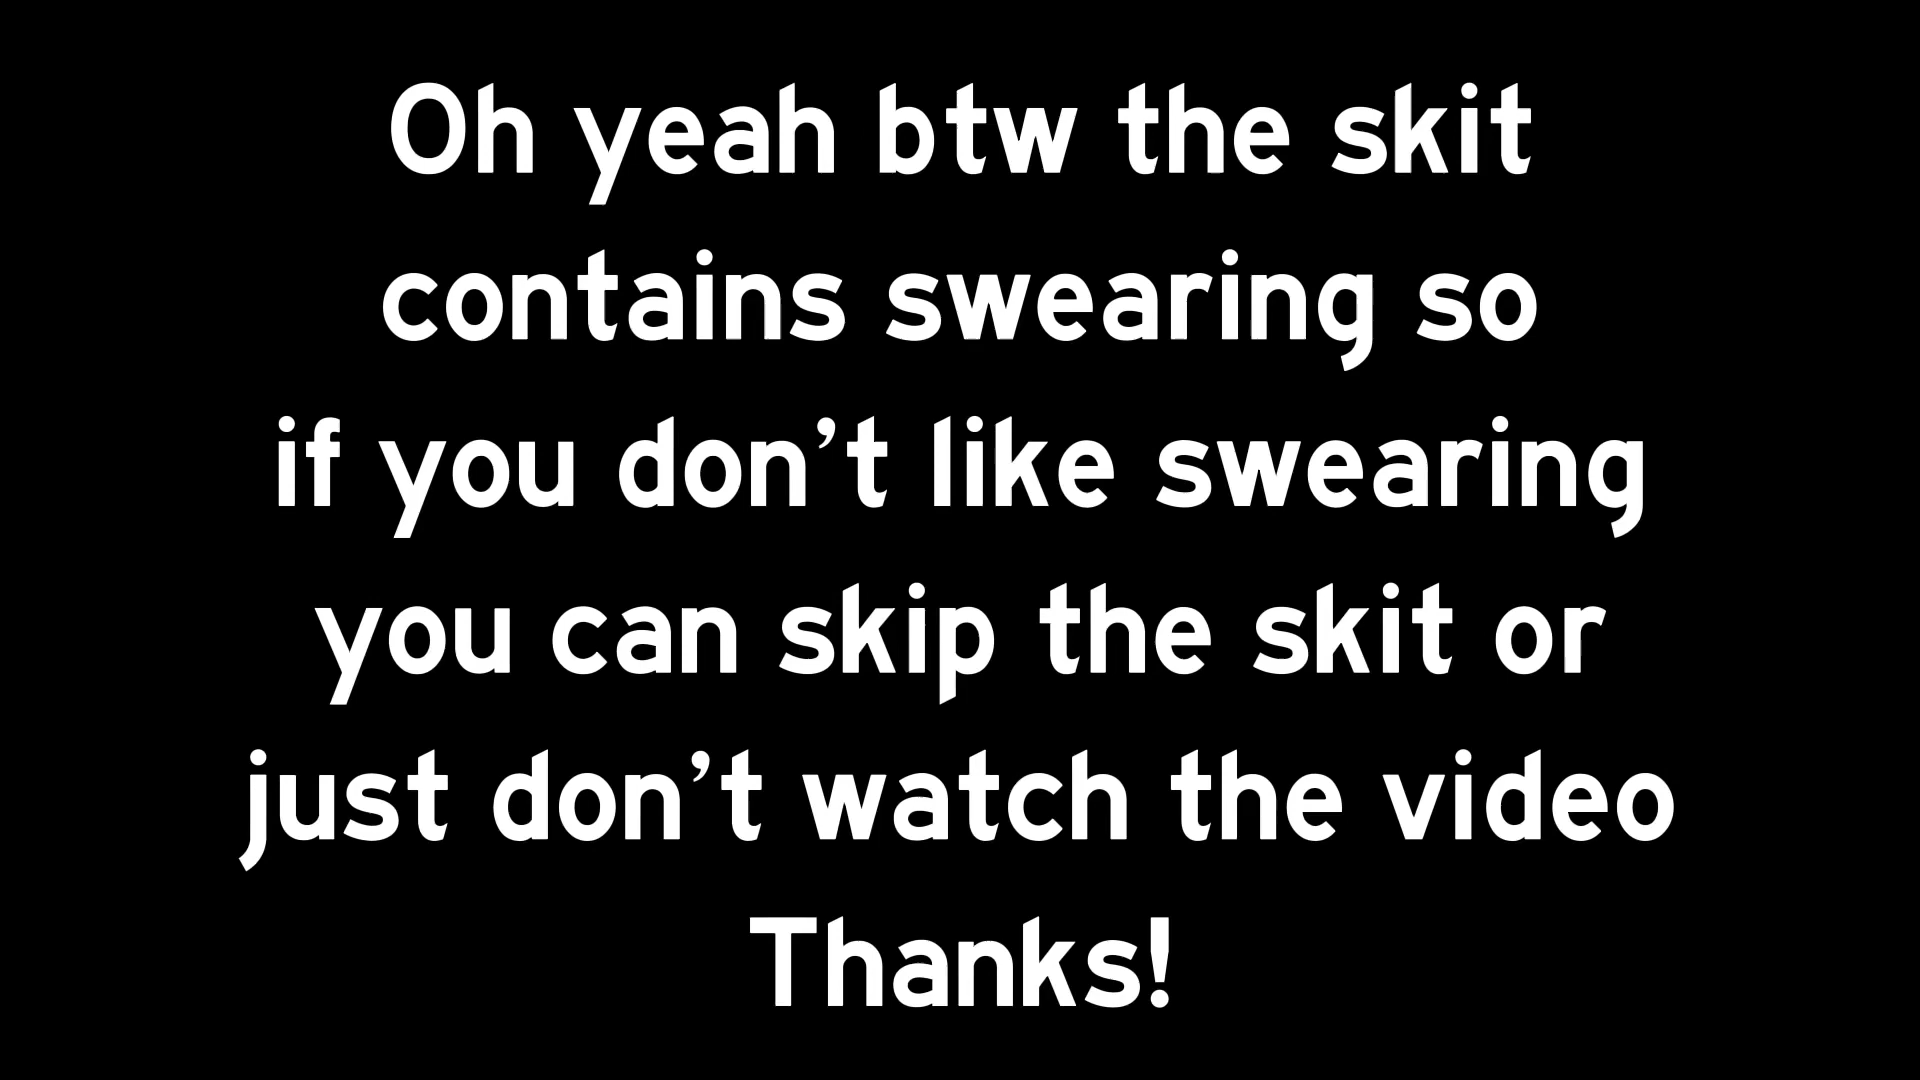 Oh yeah btw the skit
contains swearing so
if you don’t like swearing
you can skip the skit or
just don’t watch the video
Thanks!